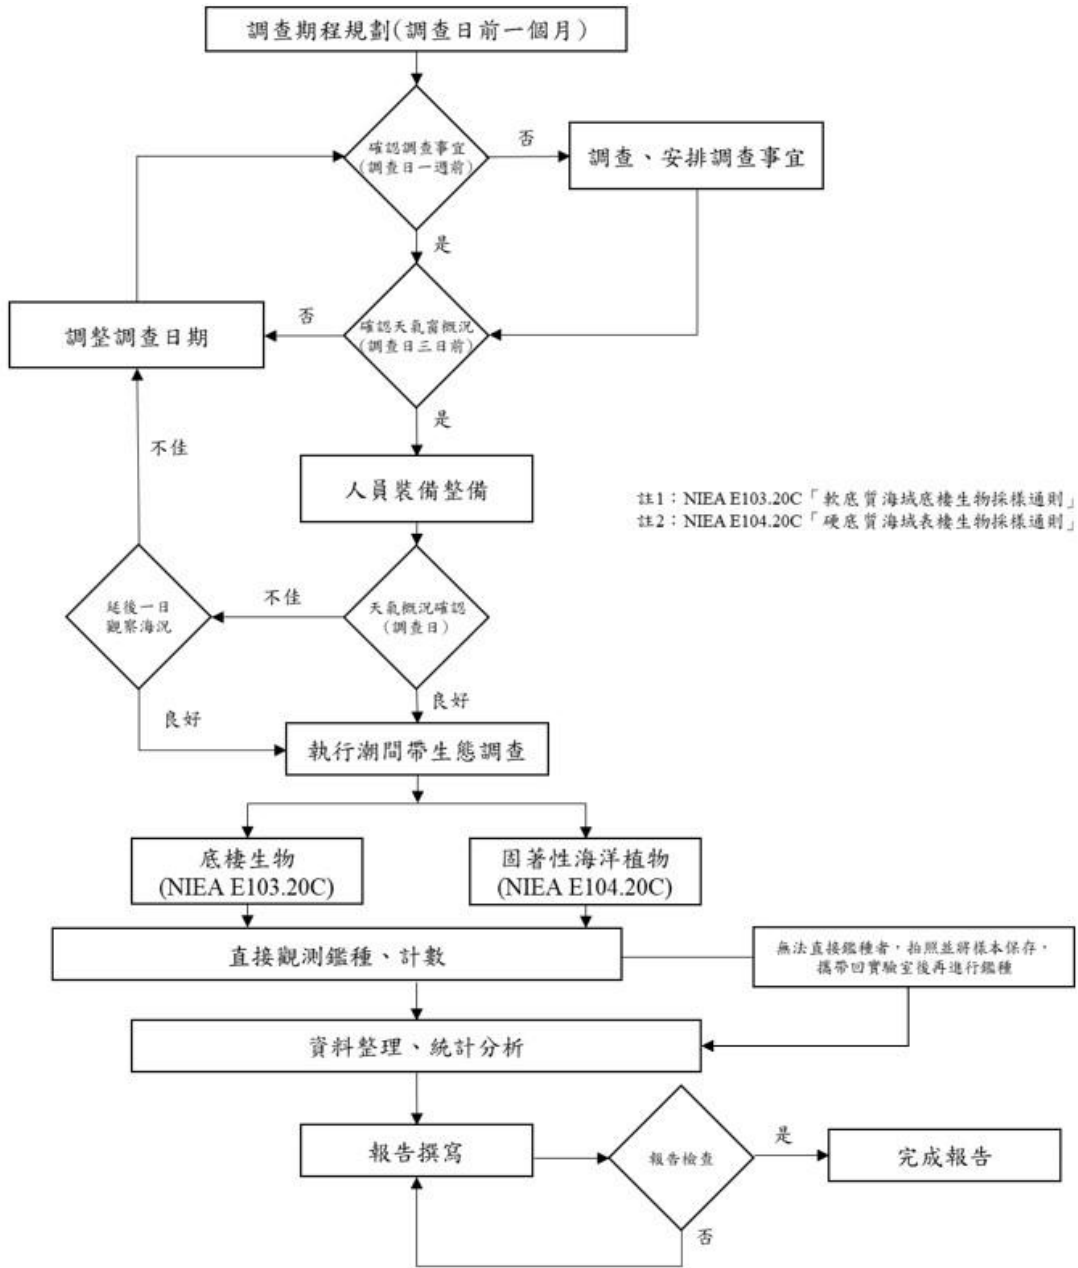 調查期程規劃(調查日前一個月)
確認調查事宜
(調查日一週前)
否
調查、安排調查事宜
是
確認天氣窗概況
(調查日三日前)
否
調整調查日期
是
不佳
人員裝備整備
註1：NIEA E103.20C「軟底質海域底棲生物採樣通則」
註2：NIEA E104.20C「硬底質海域表棲生物採樣通則」
延後一日
觀察海況
不佳
天氣概況確認
(調查日)
良好
良好
執行潮間帶生態調查
底棲生物
(NIEA E103.20C)
固著性海洋植物
(NIEA E104.20C)
直接觀測鑑種、計數
無法直接鑑種者，拍照並將樣本保存，
攜帶回實驗室後再進行鑑種
資料整理、統計分析
報告撰寫
報告檢查
是
完成報告
否